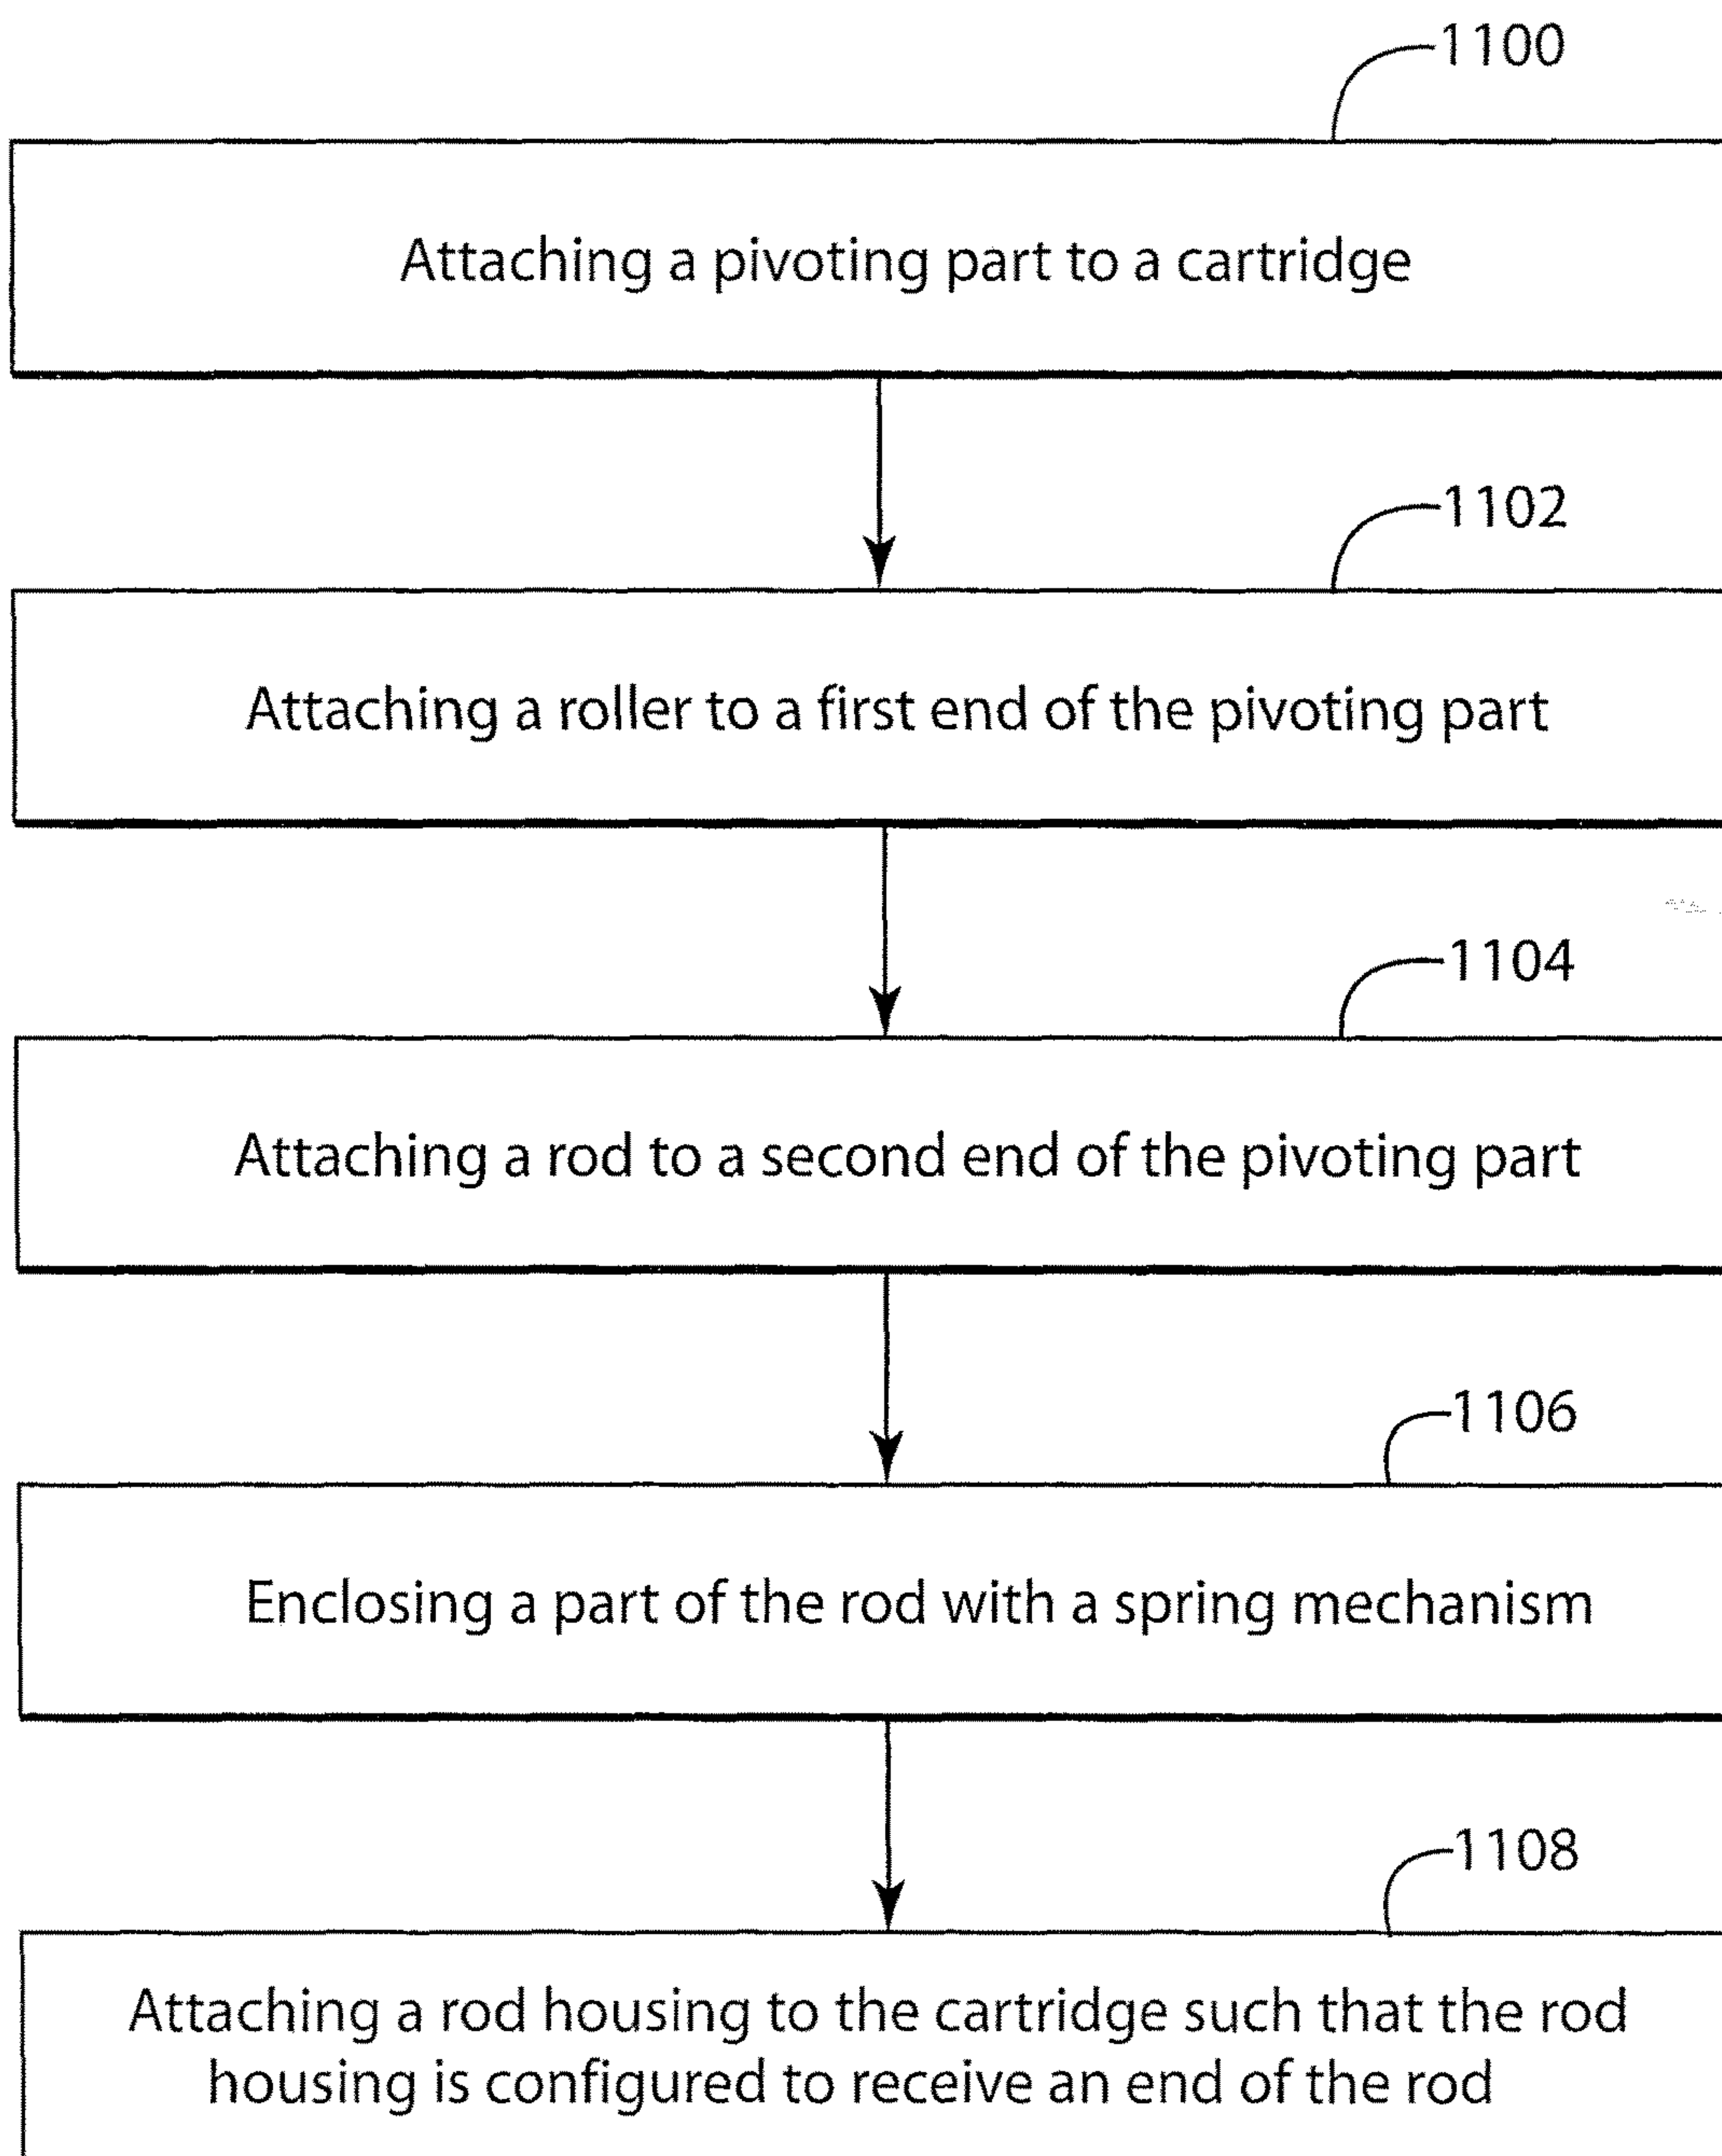 1100
Attaching a pivoting part to a cartridge
1102
Attaching a roller to a first end of the pivoting part
1104
Attaching a rod to a second end of the pivoting part
1106
Enclosing a part of the rod with a spring mechanism
1108
Attaching a rod housing to the cartridge such that the rod
housing is configured to receive an end of the rod